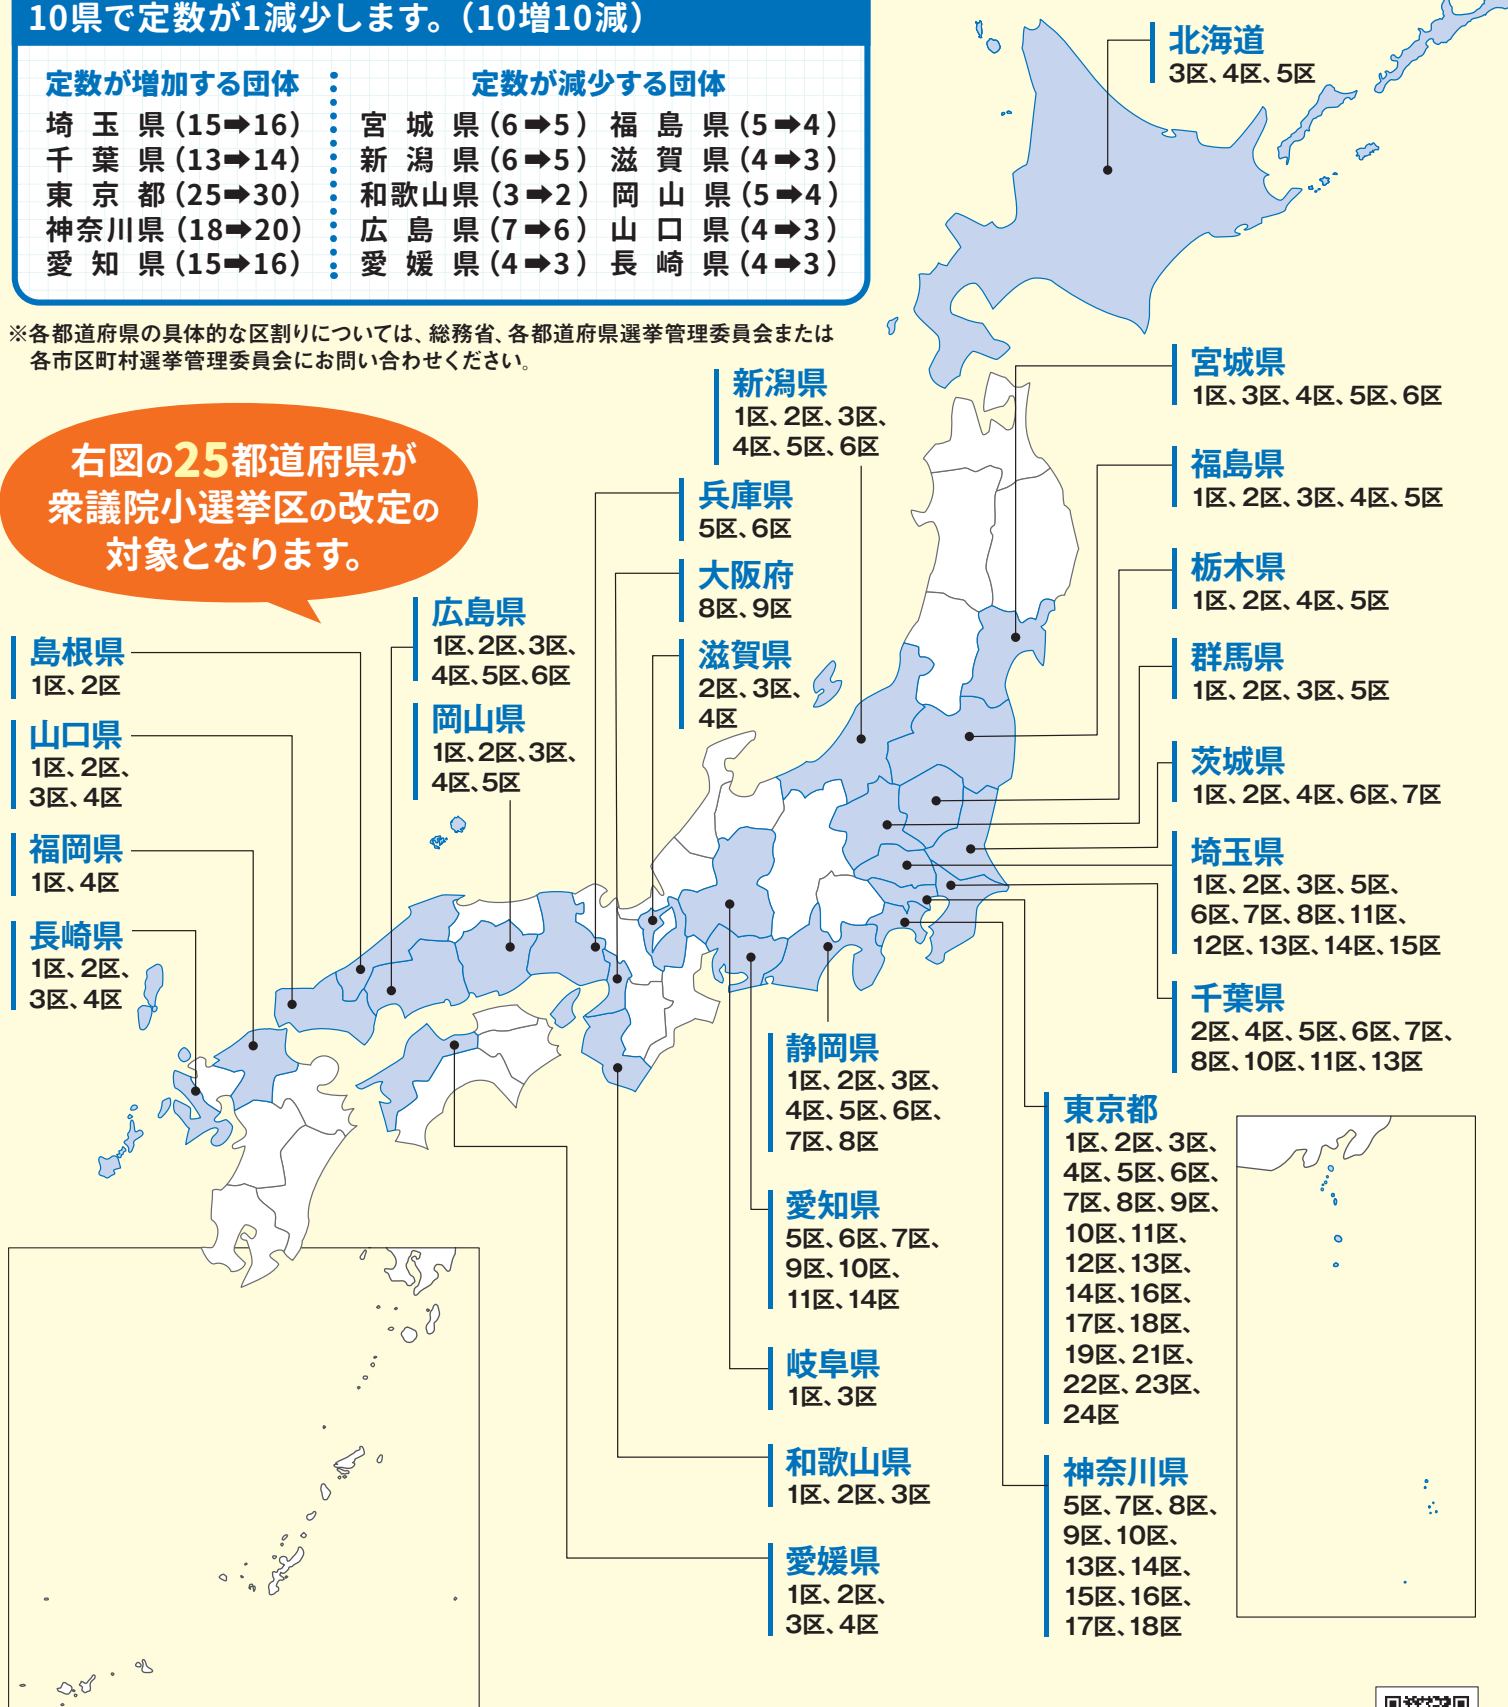 10県で定数が1減少します。（10増10減）
定数が増加する団体
埼玉県（15➡16）
千葉県（13➡14）
東京都（25➡30）
神奈川県（18➡20）
愛知県（15➡16）
定数が減少する団体
宮城県（6➡5） 福島県（5➡4）
新潟県（6➡5） 滋賀県（4➡3）
和歌山県（3➡2） 岡山県（5➡4）
広島県（7➡6） 山口県（4➡3）
愛媛県（4➡3） 長崎県（4➡3）
※各都道府県の具体的な区割りについては、総務省、各都道府県選挙管理委員会または
各市区町村選挙管理委員会にお問い合わせください。
右図の25都道府県が
衆議院小選挙区の改定の
対象となります。
北海道
3区、4区、5区
宮城県
1区、3区、4区、5区、6区
福島県
1区、2区、3区、4区、5区
栃木県
1区、2区、4区、5区
群馬県
1区、2区、3区、5区
茨城県
1区、2区、4区、6区、7区
埼玉県
1区、2区、3区、5区、
6区、7区、8区、11区、
12区、13区、14区、15区
千葉県
2区、4区、5区、6区、7区、
8区、10区、11区、13区
新潟県
1区、2区、3区、
4区、5区、6区
兵庫県
5区、6区
大阪府
8区、9区
滋賀県
2区、3区、
4区
広島県
1区、2区、3区、
4区、5区、6区
岡山県
1区、2区、3区、
4区、5区
島根県
1区、2区
山口県
1区、2区、
3区、4区
福岡県
1区、4区
長崎県
1区、2区、
3区、4区
静岡県
1区、2区、3区、
4区、5区、6区、
7区、8区
愛知県
5区、6区、7区、
9区、10区、
11区、14区
岐阜県
1区、3区
和歌山県
1区、2区、3区
愛媛県
1区、2区、
3区、4区
東京都
1区、2区、3区、
4区、5区、6区、
7区、8区、9区、
10区、11区、
12区、13区、
14区、16区、
17区、18区、
19区、21区、
22区、23区、
24区
神奈川県
5区、7区、8区、
9区、10区、
13区、14区、
15区、16区、
17区、18区